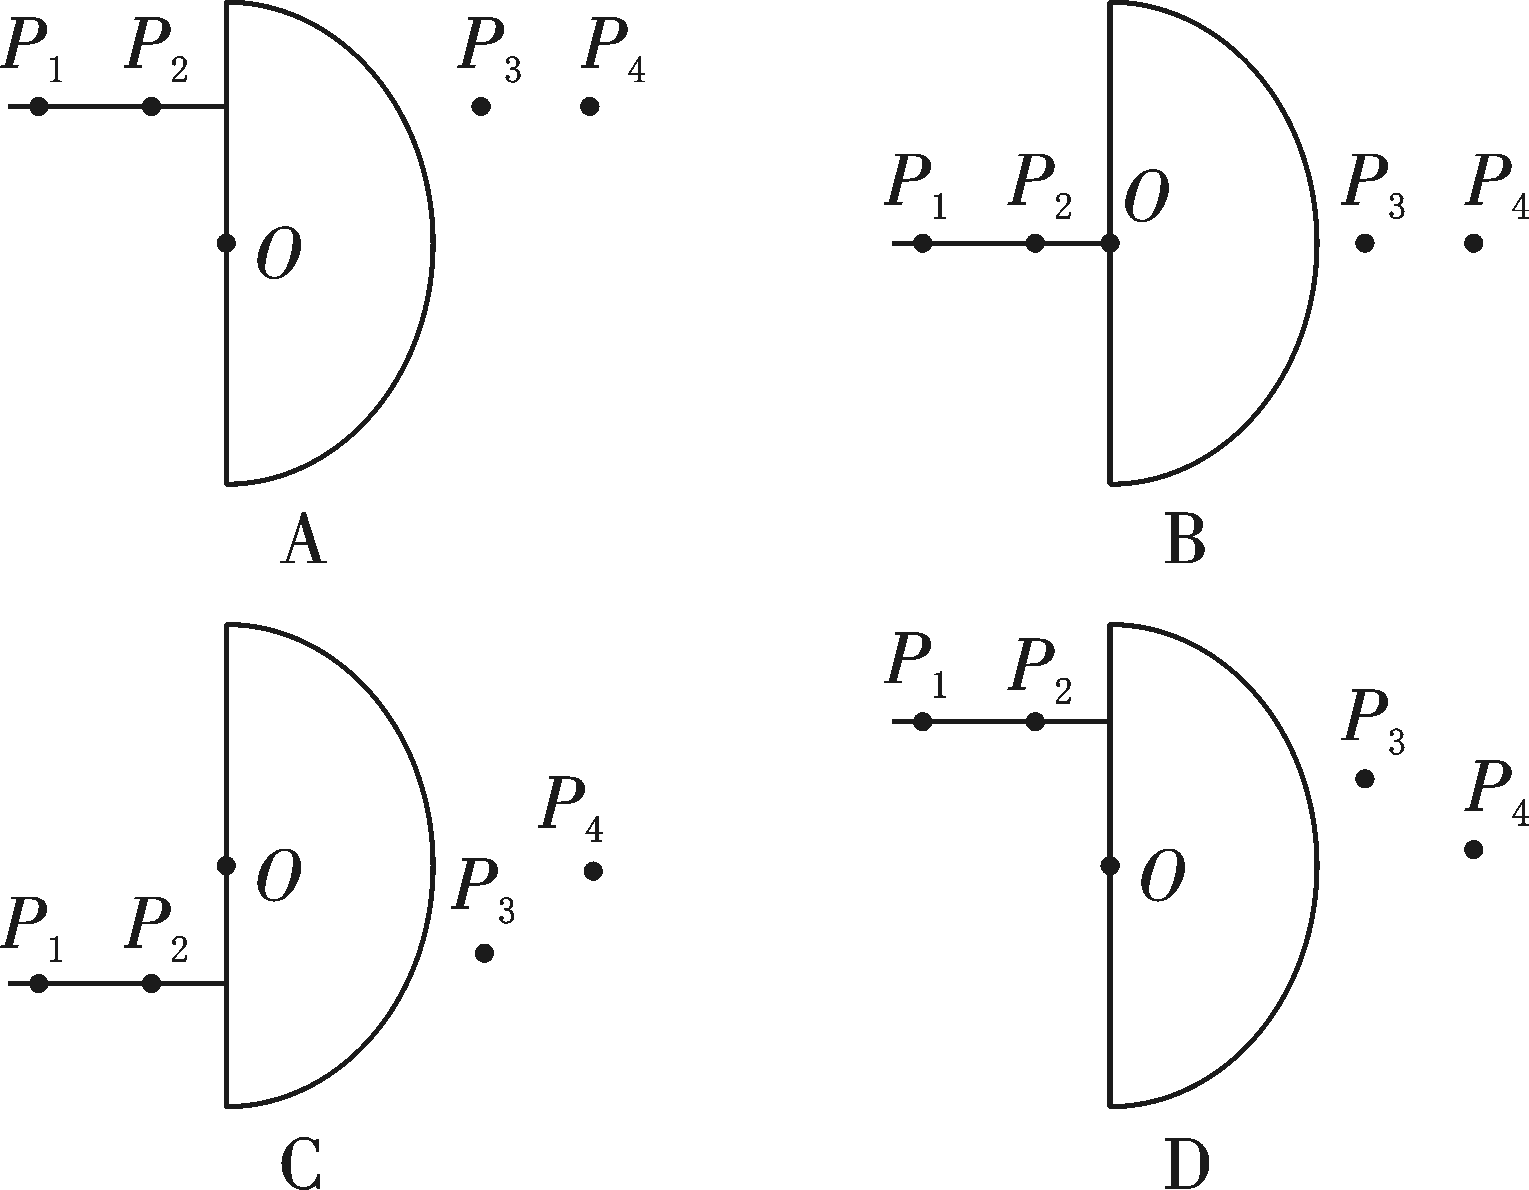 P₁ P₂ P₃ P₄
O
A
P₁ P₂ O P₃ P₄
B
P₄
P₃
O
P₁ P₂
C
P₁ P₂
P₃
P₄
O
D